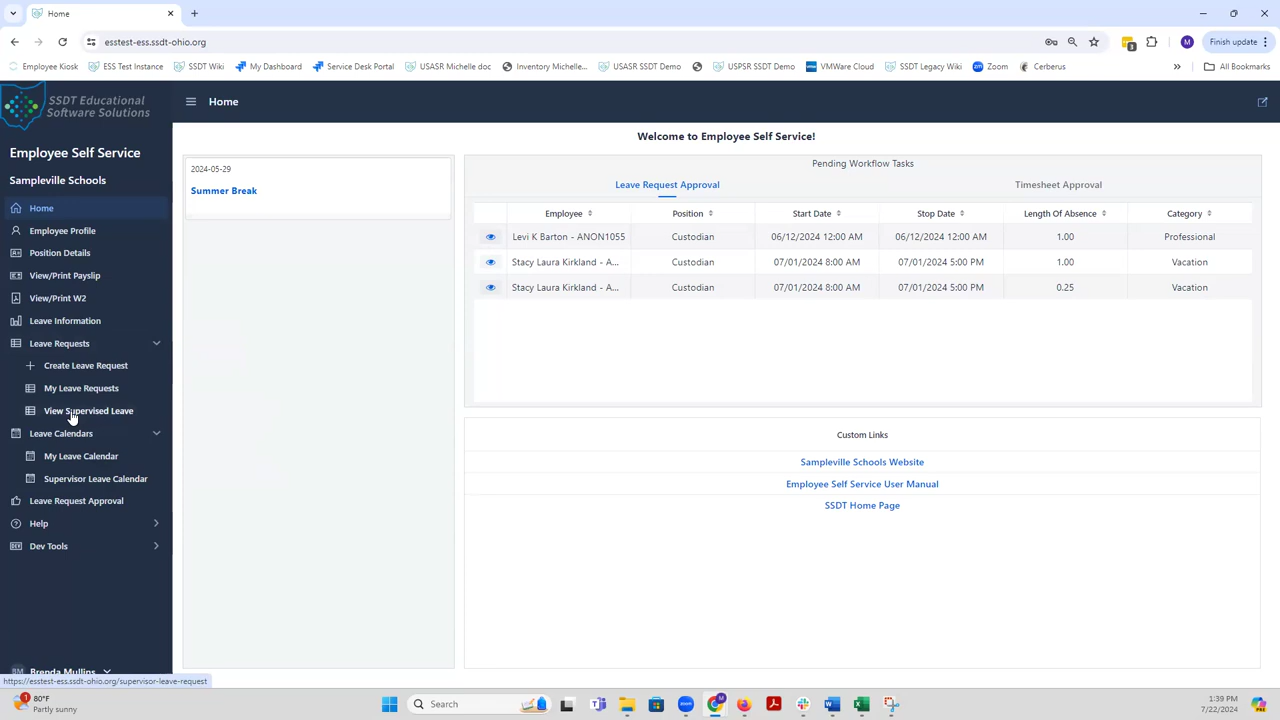 Home
esstest-ess.ssdt-ohio.org
Finish update
Employee Kiosk
ESS Test Instance
SSDT Wiki
My Dashboard
Service Desk Portal
USASR Michelle doc
Inventory Michelle...
USASR SSDT Demo
USPSR SSDT Demo
VMWare Cloud
SSDT Legacy Wiki
Zoom
Cerberus
All Bookmarks
SSDT Educational
Software Solutions
Employee Self Service
Sampleville Schools
Home
Employee Profile
Position Details
View/Print Payslip
View/Print W2
Leave Information
Leave Requests
Create Leave Request
My Leave Requests
View Supervised Leave
Leave Calendars
My Leave Calendar
Supervisor Leave Calendar
Leave Request Approval
Help
Dev Tools
BM Brenda Mullins
https://esstest-ess.ssdt-ohio.org/supervisor-leave-request
Home
Welcome to Employee Self Service!
2024-05-29
Summer Break
Pending Workflow Tasks
Leave Request Approval Timesheet Approval
Employee Position Start Date Stop Date Length Of Absence Category
Levi K Barton - ANON1055 Custodian 06/12/2024 12:00 AM 06/12/2024 12:00 AM 1.00 Professional
Stacy Laura Kirkland - A... Custodian 07/01/2024 8:00 AM 07/01/2024 5:00 PM 1.00 Vacation
Stacy Laura Kirkland - A... Custodian 07/01/2024 8:00 AM 07/01/2024 5:00 PM 0.25 Vacation
Custom Links
Sampleville Schools Website
Employee Self Service User Manual
SSDT Home Page
80°F
Partly sunny
Search
1:39 PM
7/22/2024